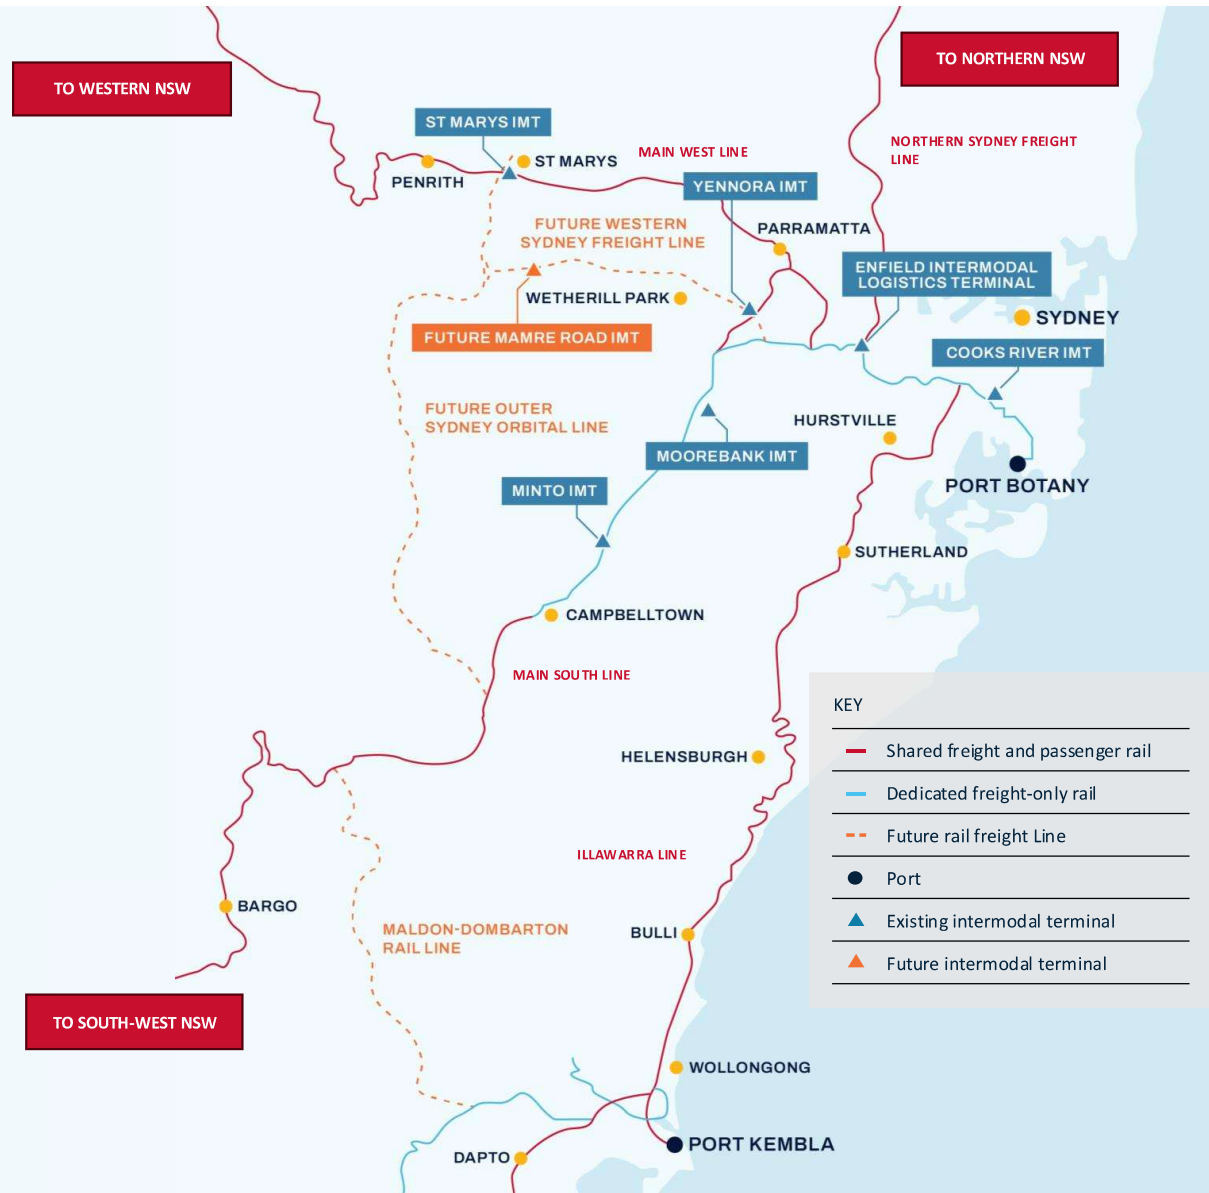 TO WESTERN NSW
TO NORTHERN NSW
ST MARYS IMT
NORTHERN SYDNEY FREIGHT
LINE
MAIN WEST LINE
ST MARYS
PENRITH
YENNORA IMT
FUTURE WESTERN
SYDNEY FREIGHT LINE
PARRAMATTA
ENFIELD INTERMODAL
LOGISTICS TERMINAL
WETHERILL PARK
SYDNEY
FUTURE MAMRE ROAD IMT
COOKS RIVER IMT
FUTURE OUTER
SYDNEY ORBITAL LINE
HURSTVILLE
MOOREBANK IMT
PORT BOTANY
MINTO IMT
SUTHERLAND
CAMPBELLTOWN
MAIN SOUTH LINE
KEY
Shared freight and passenger rail
Dedicated freight-only rail
Future rail freight Line
Port
Existing intermodal terminal
Future intermodal terminal
HELENSBURGH
ILLAWARRA LINE
BARGO
MALDON-DOMBARTON
RAIL LINE
BULLI
TO SOUTH-WEST NSW
WOLLONGONG
PORT KEMBLA
DAPTO